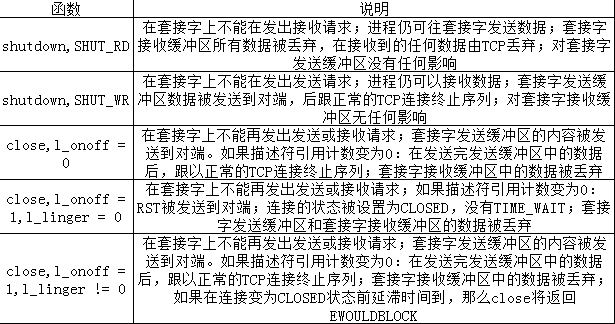 函数
说明
shutdown,SHUT_RD
在套接字上不能在发出接收请求；进程仍可往套接字发送数据；套接字
接收缓冲区所有数据被丢弃，在接收到的任何数据由TCP丢弃；对套接字
发送缓冲区没有任何影响
shutdown,SHUT_WR
在套接字上不能在发送请求；进程仍可以接收数据；套接字发送缓
冲区数据被发送到对端，后跟正常的TCP连接终止序列；对套接字接收缓
冲区无任何影响
close,l_onoff =
0
在套接字上不能再发出发送或接收请求；套接字发送缓冲区的内容被发
送到对端。如果描述符引用计数变为0：在发送完发送缓冲区中的数据
后，跟以正常的TCP连接终止序列；套接字接收缓冲区中的数据被丢弃
close,l_onoff =
1,l_linger = 0
在套接字上不能再发出发送或接收请求；如果描述符引用计数变为0：
RST被发送到对端；连接的状态被设置为CLOSED，没有TIME_WAIT；套接
字发送缓冲区和套接字接收缓冲区的数据被丢弃
close,l_onoff =
1,l_linger != 0
在套接字上不能再发出发送或接收请求；套接字发送缓冲区的内容被发
送到对端。如果描述符引用计数变为0：在发送完发送缓冲区中的数据
后，跟以正常的TCP连接终止序列；套接字接收缓冲区中的数据被丢弃；
如果在连接变为CLOSED状态前延滞时间到，那么close将返回
EWOULDBLOCK